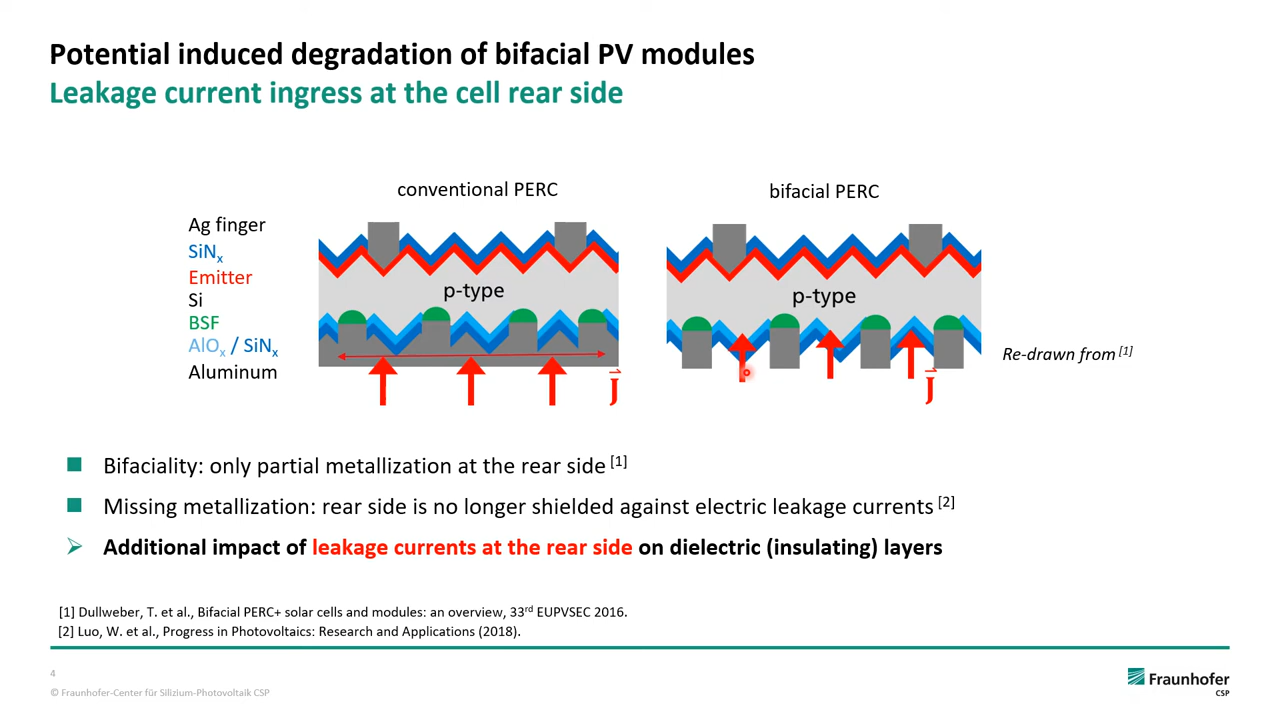 Potential induced degradation of bifacial PV modules
Leakage current ingress at the cell rear side
conventional PERC
bifacial PERC
Ag finger
SiNx
Emitter
Si
BSF
AlOx / SiNx
Aluminum
p-type
p-type
J
J
Re-drawn from [1]
Bifaciality: only partial metallization at the rear side [1]
Missing metallization: rear side is no longer shielded against electric leakage currents [2]
Additional impact of leakage currents at the rear side on dielectric (insulating) layers
[1] Dullweber, T. et al., Bifacial PERC+ solar cells and modules: an overview, 33rd EUPVSEC 2016.
[2] Luo, W. et al., Progress in Photovoltaics: Research and Applications (2018).
4
© Fraunhofer-Center für Silizium-Photovoltaik CSP
Fraunhofer
CSP